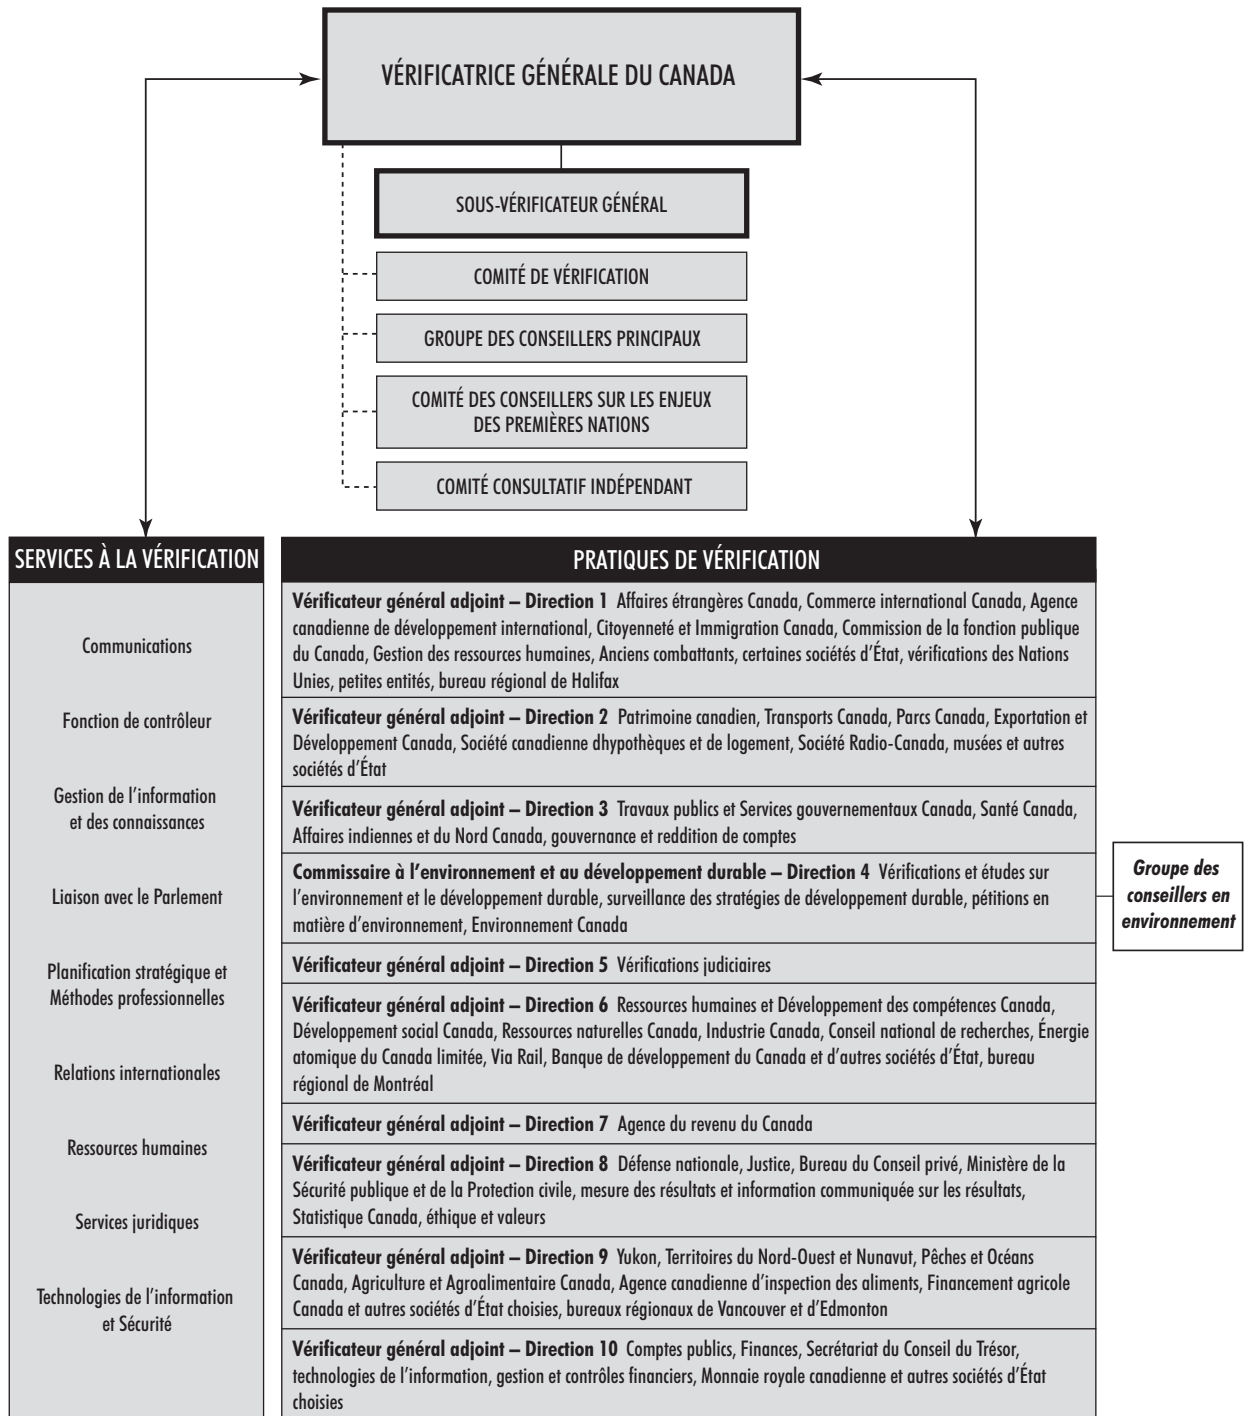 VÉRIFICATRICE GÉNÉRALE DU CANADA
SOUS-VÉRIFICATEUR GÉNÉRAL
COMITÉ DE VÉRIFICATION
GROUPE DES CONSEILLERS PRINCIPAUX
COMITÉ DES CONSEILLERS SUR LES ENJEUX
DES PREMIÈRES NATIONS
COMITÉ CONSULTATIF INDÉPENDANT
SERVICES À LA VÉRIFICATION
Communications
Fonction de contrôleur
Gestion de l'information
et des connaissances
Liaison avec le Parlement
Planification stratégique et
Méthodes professionnelles
Relations internationales
Ressources humaines
Services juridiques
Technologies de l'information
et Sécurité
PRATIQUES DE VÉRIFICATION
Vérificateur général adjoint – Direction 1 Affaires étrangères Canada, Commerce international Canada, Agence
canadienne de développement international, Citoyenneté et Immigration Canada, Commission de la fonction publique
du Canada, Gestion des ressources humaines, Anciens combattants, certaines sociétés d'État, vérifications des Nations
Unies, petites entités, bureau régional de Halifax
Vérificateur général adjoint – Direction 2 Patrimoine canadien, Transports Canada, Parcs Canada, Exportation et
Développement Canada, Société canadienne dhypothèques et de logement, Société Radio-Canada, musées et autres
sociétés d'État
Vérificateur général adjoint – Direction 3 Travaux publics et Services gouvernementaux Canada, Santé Canada,
Affaires indiennes et du Nord Canada, gouvernance et reddition de comptes
Commissaire à l'environnement et au développement durable – Direction 4 Vérifications et études sur
l'environnement et le développement durable, surveillance des stratégies de développement durable, pétitions en
matière d'environnement, Environnement Canada
Groupe des
conseillers en
environnement
Vérificateur général adjoint – Direction 5 Vérifications judiciaires
Vérificateur général adjoint – Direction 6 Ressources humaines et Développement des compétences Canada,
Développement social Canada, Ressources naturelles Canada, Industrie Canada, Conseil national de recherches, Énergie
atomique du Canada limitée, Via Rail, Banque de développement du Canada et d'autres sociétés d'État, bureau
régional de Montréal
Vérificateur général adjoint – Direction 7 Agence du revenu du Canada
Vérificateur général adjoint – Direction 8 Défense nationale, Justice, Bureau du Conseil privé, Ministère de la
Sécurité publique et de la Protection civile, mesure des résultats et information communiquée sur les résultats,
Statistique Canada, éthique et valeurs
Vérificateur général adjoint – Direction 9 Yukon, Territoires du Nord-Ouest et Nunavut, Pêches et Océans
Canada, Agriculture et Agroalimentaire Canada, Agence canadienne d'inspection des aliments, Financement agricole
Canada et autres sociétés d'État choisies, bureaux régionaux de Vancouver et d'Edmonton
Vérificateur général adjoint – Direction 10 Comptes publics, Finances, Secrétariat du Conseil du Trésor,
technologies de l'information, gestion et contrôles financiers, Monnaie royale canadienne et autres sociétés d'État
choisies